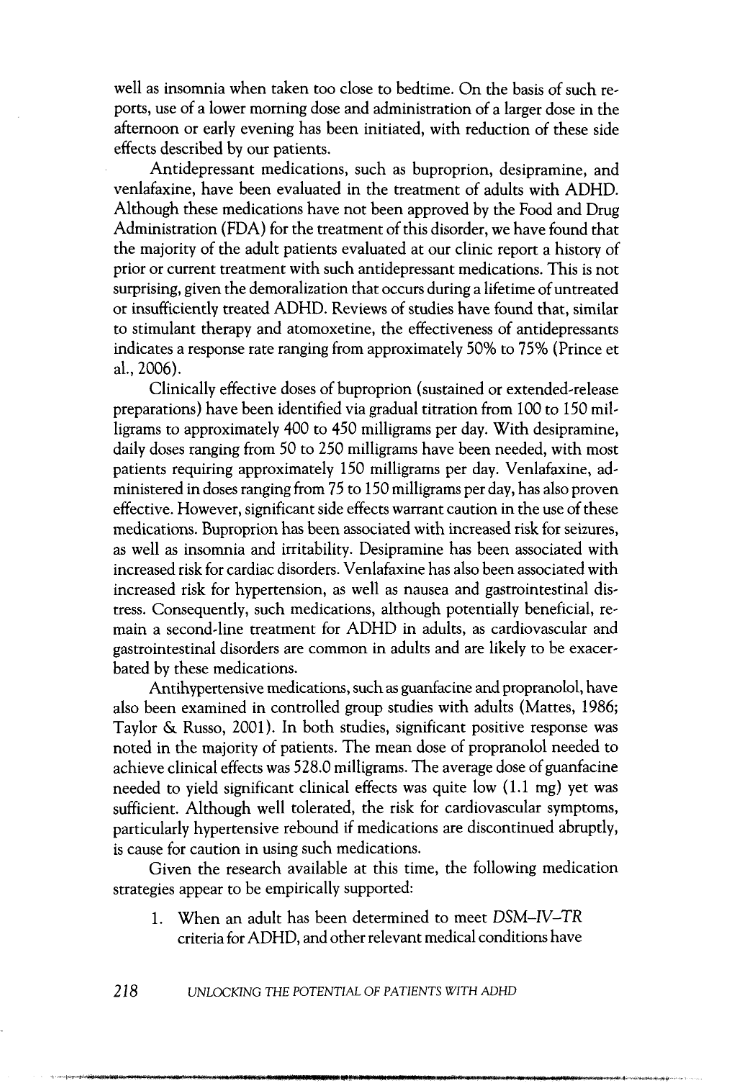 well as insomnia when taken too close to bedtime. On the basis of such re-
ports, use of a lower morning dose and administration of a larger dose in the
afternoon or early evening has been initiated, with reduction of these side
effects described by our patients.
Antidepressant medications, such as buproprion, desipramine, and
venlafaxine, have been evaluated in the treatment of adults with ADHD.
Although these medications have not been approved by the Food and Drug
Administration (FDA) for the treatment of this disorder, we have found that
the majority of the adult patients evaluated at our clinic report a history of
prior or current treatment with such antidepressant medications. This is not
surprising, given the demoralization that occurs during a lifetime of untreated
or insufficiently treated ADHD. Reviews of studies have found that, similar
to stimulant therapy and atomoxetine, the effectiveness of antidepressants
indicates a response rate ranging from approximately 50% to 75% (Prince et
al., 2006).
Clinically effective doses of buproprion (sustained or extended-release
preparations) have been identified via gradual titration from 100 to 150 mil-
ligrams to approximately 400 to 450 milligrams per day. With desipramine,
daily doses ranging from 50 to 250 milligrams have been needed, with most
patients requiring approximately 150 milligrams per day. Venlafaxine, ad-
ministered in doses ranging from 75 to 150 milligrams per day, has also proven
effective. However, significant side effects warrant caution in the use of these
medications. Buproprion has been associated with increased risk for seizures,
as well as insomnia and irritability. Desipramine has been associated with
increased risk for cardiac disorders. Venlafaxine has also been associated with
increased risk for hypertension, as well as nausea and gastrointestinal dis-
tress. Consequently, such medications, although potentially beneficial, re-
main a second-line treatment for ADHD in adults, as cardiovascular and
gastrointestinal disorders are common in adults and are likely to be exacer-
bated by these medications.
Antihypertensive medications, such as guanfacine and propranolol, have
also been examined in controlled group studies with adults (Mattes, 1986;
Taylor & Russo, 2001). In both studies, significant positive response was
noted in the majority of patients. The mean dose of propranolol needed to
achieve clinical effects was 528.0 milligrams. The average dose of guanfacine
needed to yield significant clinical effects was quite low (1.1 mg) yet was
sufficient. Although well tolerated, the risk for cardiovascular symptoms,
particularly hypertensive rebound if medications are discontinued abruptly,
is cause for caution in using such medications.
Given the research available at this time, the following medication
strategies appear to be empirically supported:
1. When an adult has been determined to meet DSM–IV–TR
criteria for ADHD, and other relevant medical conditions have
218 UNLOCKING THE POTENTIAL OF PATIENTS WITH ADHD